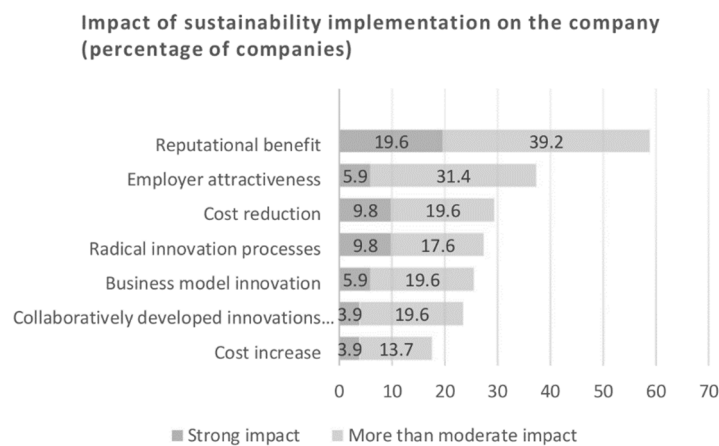 Impact of sustainability implementation on the company
(percentage of companies)
Reputational benefit 19.6 39.2
Employer attractiveness 5.9 31.4
Cost reduction 9.8 19.6
Radical innovation processes 9.8 17.6
Business model innovation 5.9 19.6
Collaboratively developed innovations... 3.9 19.6
Cost increase 3.9 13.7
0 10 20 30 40 50 60 70
Strong impact More than moderate impact